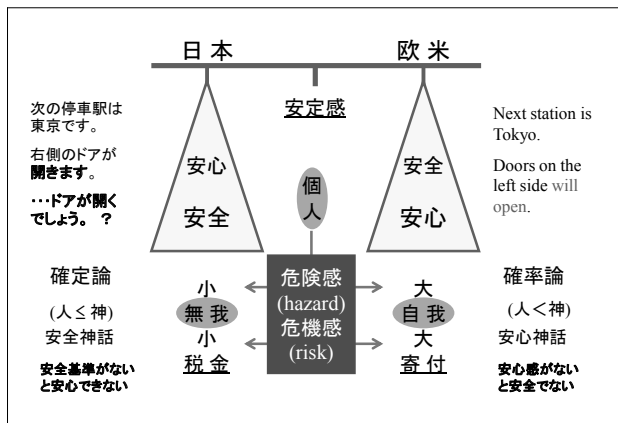 日本
欧米
安定感
次の停車駅は
東京です。
右側のドアが
開きます。
・・・ドアが開く
でしょう。 ?
安心
安全
個人
安全
安心
Next station is
Tokyo.
Doors on the
left side will
open.
確定論
(人≤神)
安全神話
安全基準がない
と安心できない
小
無我
小
税金
危険感
(hazard)
危機感
(risk)
大
自我
大
寄付
確率論
(人<神)
安心神話
安心感がない
と安全でない